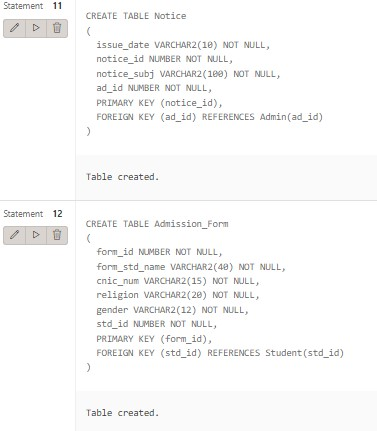 Statement 11
CREATE TABLE Notice
(
issue_date VARCHAR2(10) NOT NULL,
notice_id NUMBER NOT NULL,
notice_subj VARCHAR2(100) NOT NULL,
ad_id NUMBER NOT NULL,
PRIMARY KEY (notice_id),
FOREIGN KEY (ad_id) REFERENCES Admin(ad_id)
)
Table created.
Statement 12
CREATE TABLE Admission_Form
(
form_id NUMBER NOT NULL,
form_std_name VARCHAR2(40) NOT NULL,
cnic_num VARCHAR2(15) NOT NULL,
religion VARCHAR2(20) NOT NULL,
gender VARCHAR2(12) NOT NULL,
std_id NUMBER NOT NULL,
PRIMARY KEY (form_id),
FOREIGN KEY (std_id) REFERENCES Student(std_id)
)
Table created.